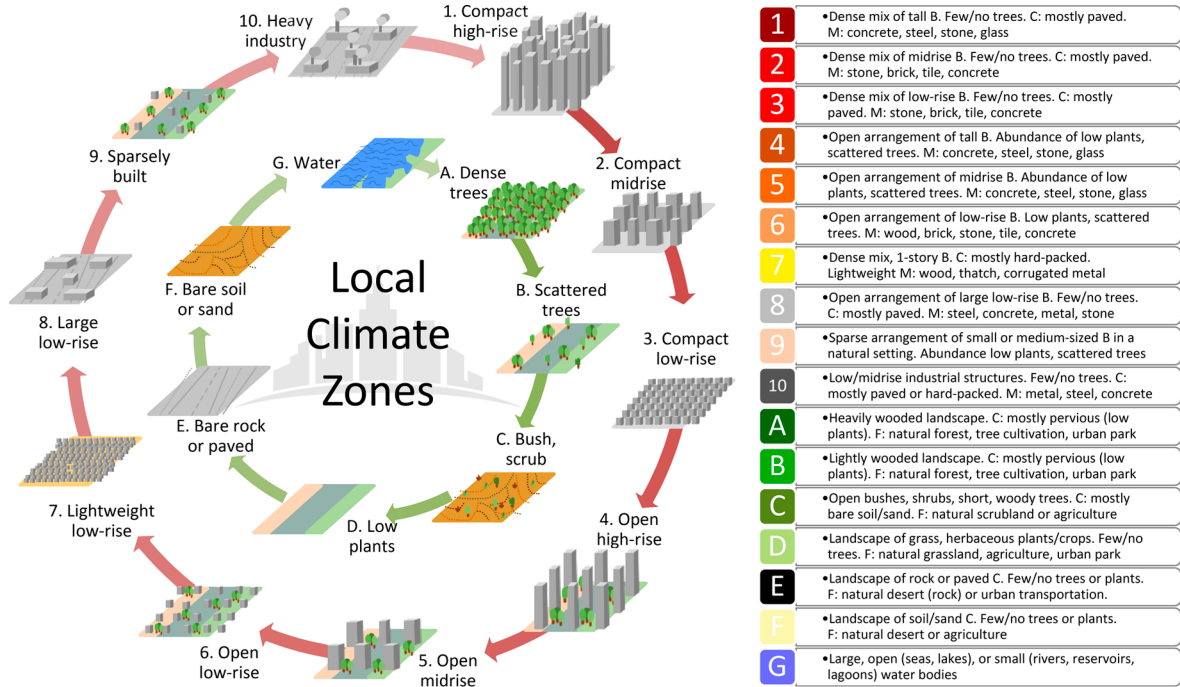 10. Heavy
industry
1. Compact
high-rise
2. Compact
midrise
3. Compact
low-rise
4. Open
high-rise
5. Open
midrise
6. Open
low-rise
7. Lightweight
low-rise
8. Large
low-rise
9. Sparsely
built
G. Water
A. Dense
trees
B. Scattered
trees
C. Bush,
scrub
D. Low
plants
E. Bare rock
or paved
F. Bare soil
or sand
Local
Climate
Zones
1
•Dense mix of tall B. Few/no trees. C: mostly paved.
M: concrete, steel, stone, glass
2
•Dense mix of midrise B. Few/no trees. C: mostly paved.
M: stone, brick, tile, concrete
3
•Dense mix of low-rise B. Few/no trees. C: mostly
paved. M: stone, brick, tile, concrete
4
•Open arrangement of tall B. Abundance of low plants,
scattered trees. M: concrete, steel, stone, glass
5
•Open arrangement of midrise B. Abundance of low
plants, scattered trees. M: concrete, steel, stone, glass
6
•Open arrangement of low-rise B. Low plants, scattered
trees. M: wood, brick, stone, tile, concrete
7
•Dense mix, 1-story B. C: mostly hard-packed.
Lightweight M: wood, thatch, corrugated metal
8
•Open arrangement of large low-rise B. Few/no trees.
C: mostly paved. M: steel, concrete, metal, stone
9
•Sparse arrangement of small or medium-sized B in a
natural setting. Abundance low plants, scattered trees
10
•Low/midrise industrial structures. Few/no trees. C:
mostly paved or hard-packed. M: metal, steel, concrete
A
•Heavily wooded landscape. C: mostly pervious (low
plants). F: natural forest, tree cultivation, urban park
B
•Lightly wooded landscape. C: mostly pervious (low
plants). F: natural forest, tree cultivation, urban park
C
•Open bushes, shrubs, short, woody trees. C: mostly
bare soil/sand. F: natural scrubland or agriculture
D
•Landscape of grass, herbaceous plants/crops. Few/no
trees. F: natural grassland, agriculture, urban park
E
•Landscape of rock or paved C. Few/no trees or plants.
F: natural desert (rock) or urban transportation.
F
•Landscape of soil/sand C. Few/no trees or plants.
F: natural desert or agriculture
G
•Large, open (seas, lakes), or small (rivers, reservoirs,
lagoons) water bodies